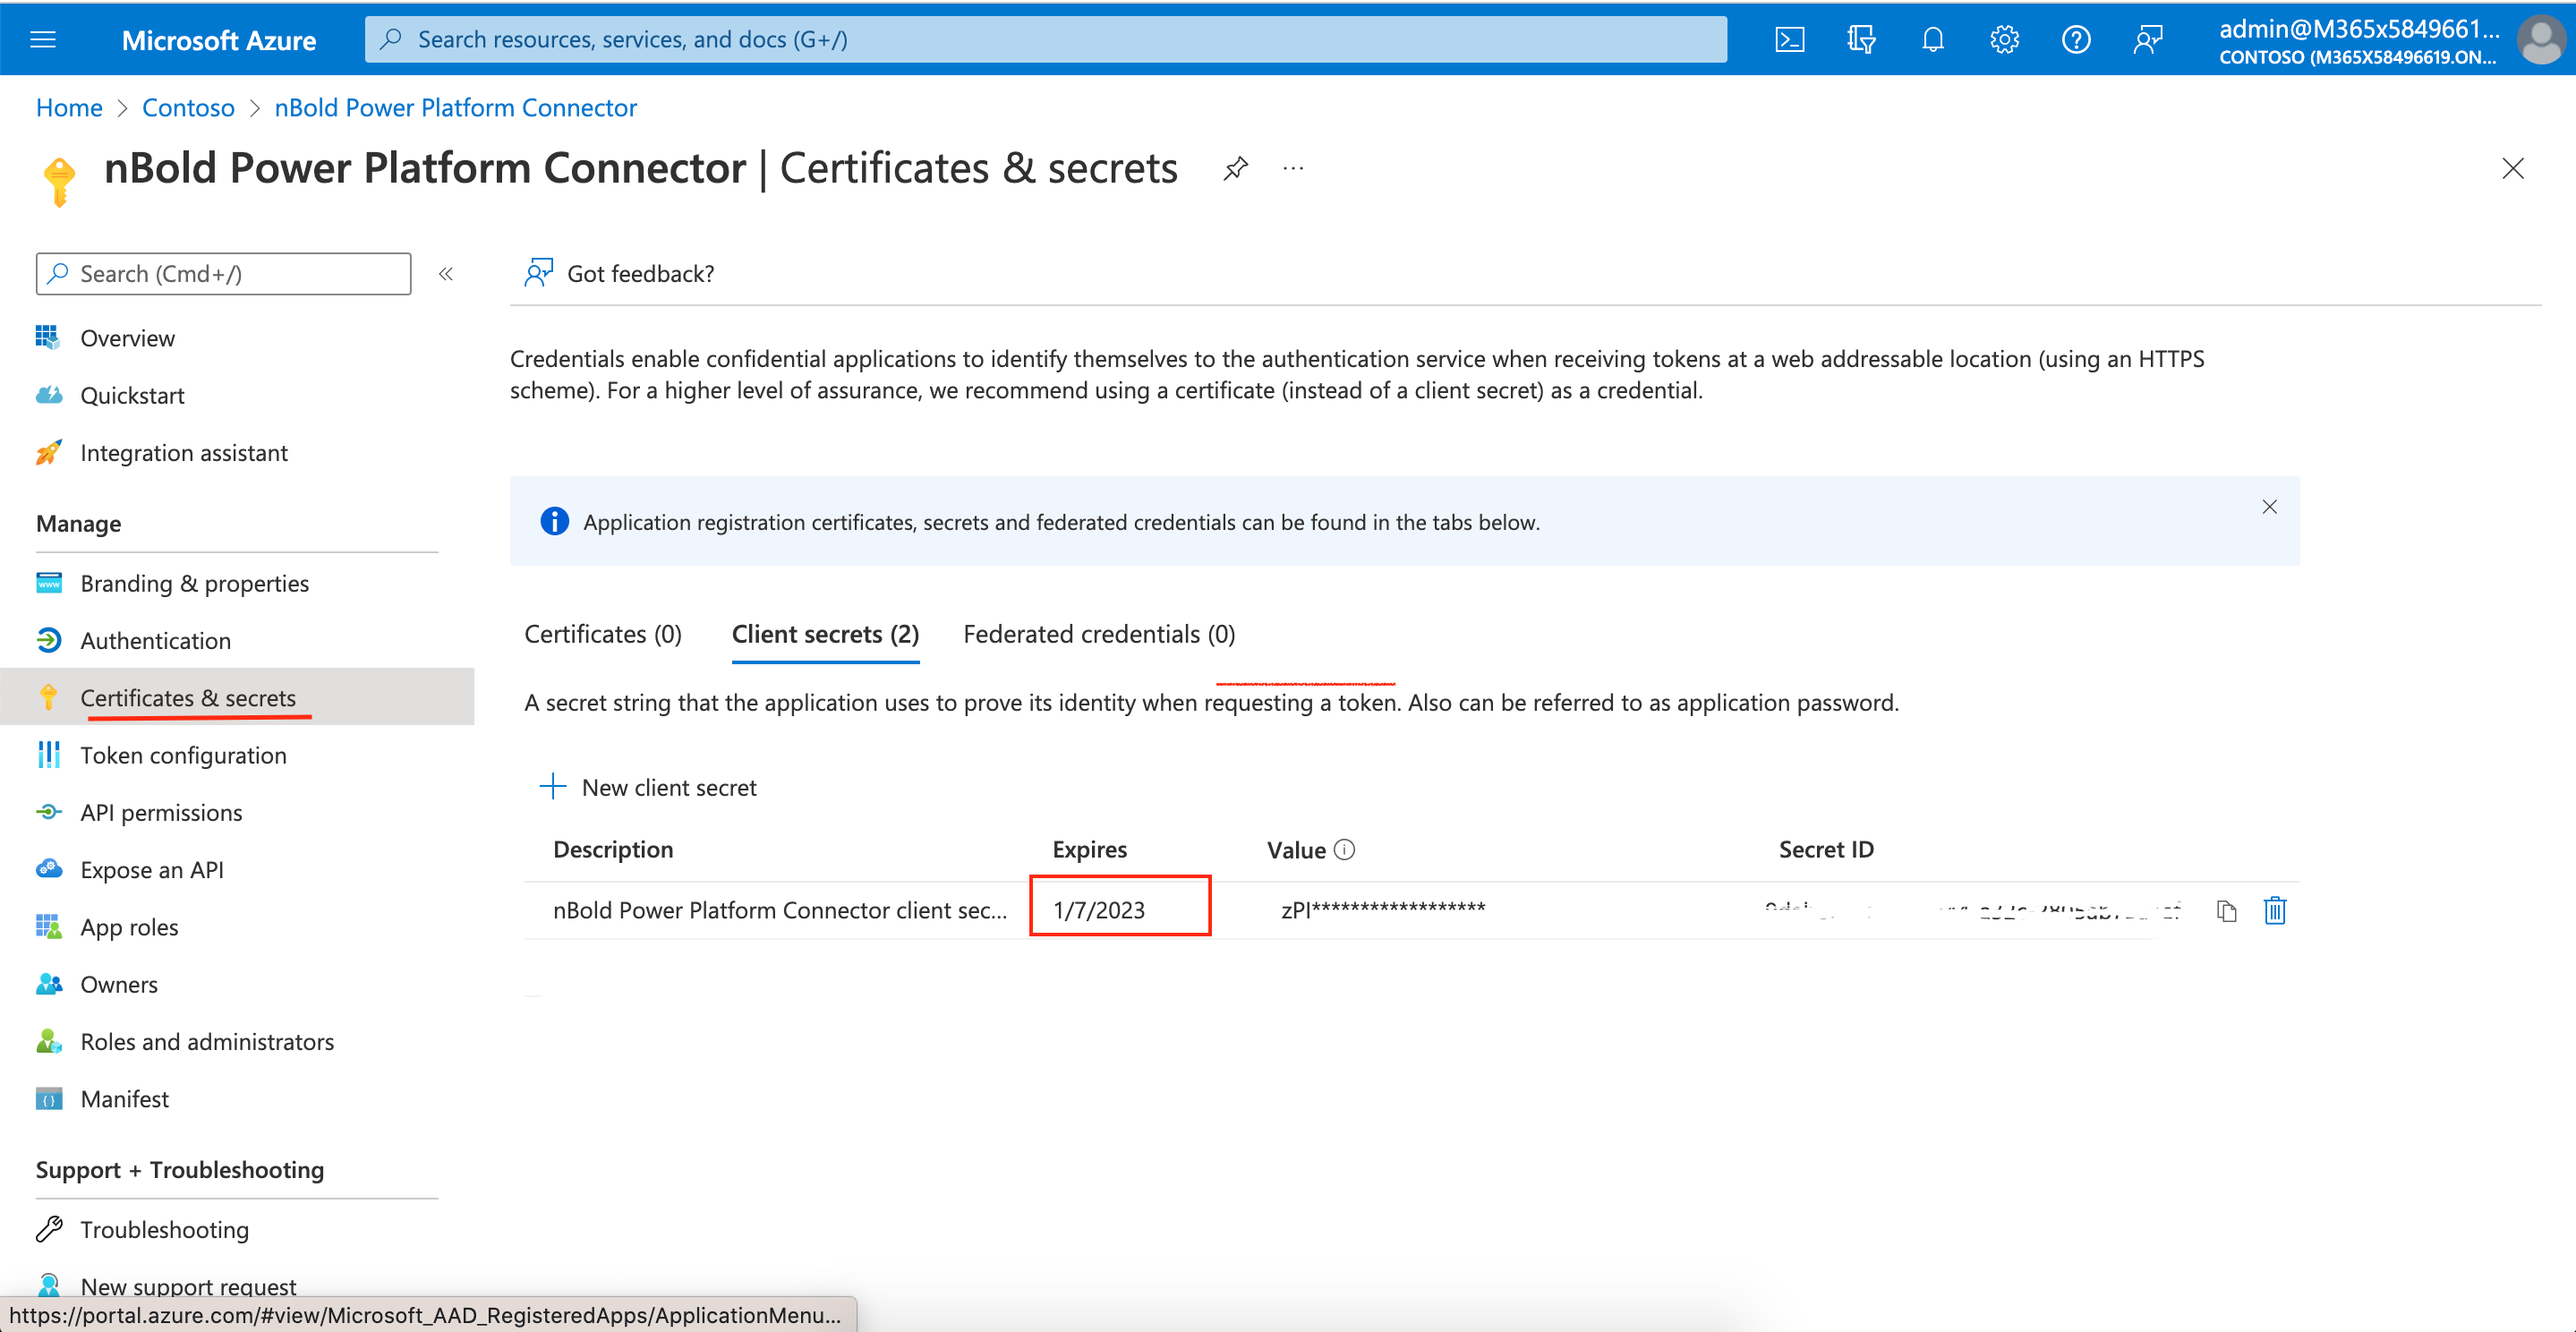 Microsoft Azure
Search resources, services, and docs (G+/)
admin@M365x5849661...
CONTOSO (M365X58496619.ON...
Home > Contoso > nBold Power Platform Connector
nBold Power Platform Connector | Certificates & secrets
...
Search (Cmd+/)
«
Got feedback?
Overview
Quickstart
Integration assistant
Manage
Branding & properties
Authentication
Certificates & secrets
Token configuration
API permissions
Expose an API
App roles
Owners
Roles and administrators
Manifest
Support + Troubleshooting
Troubleshooting
New support request
Credentials enable confidential applications to identify themselves to the authentication service when receiving tokens at a web addressable location (using an HTTPS
scheme). For a higher level of assurance, we recommend using a certificate (instead of a client secret) as a credential.
Application registration certificates, secrets and federated credentials can be found in the tabs below.
Certificates (0) Client secrets (2) Federated credentials (0)
A secret string that the application uses to prove its identity when requesting a token. Also can be referred to as application password.
New client secret
Description Expires Value Secret ID
nBold Power Platform Connector client sec... 1/7/2023 zPI******************
https://portal.azure.com/#view/Microsoft_AAD_RegisteredApps/ApplicationMenu...